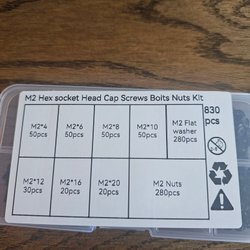 M2 Hex socket Head Cap Screws Bolts Nuts Kit
830
pcs
M2*4
50pcs
M2*6
50pcs
M2*8
50pcs
M2*10
50pcs
M2 Flat
washer
280pcs
M2*12
30pcs
M2*16
20pcs
M2*20
20pcs
M2 Nuts
280pcs